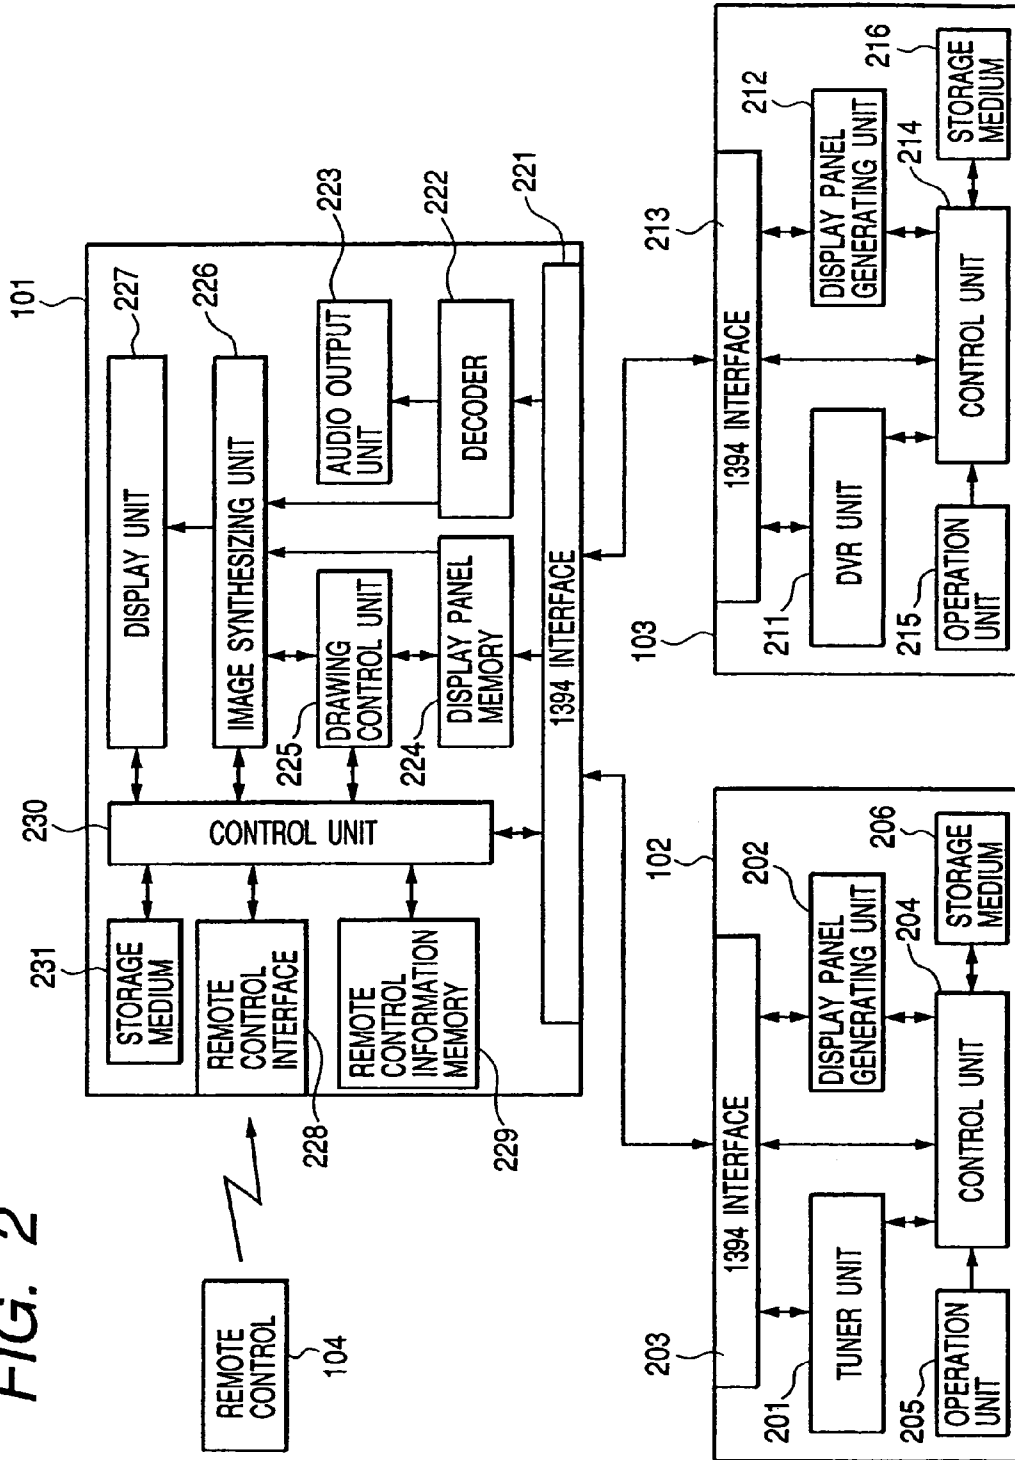 FIG. 2
101
DISPLAY UNIT
227
IMAGE SYNTHESIZING UNIT
226
AUDIO OUTPUT
UNIT
223
DECODER
222
221
230
CONTROL UNIT
225
DRAWING
CONTROL UNIT
224
DISPLAY PANEL
MEMORY
1394 INTERFACE
231
STORAGE
MEDIUM
REMOTE
CONTROL
INTERFACE
228
REMOTE
CONTROL
INFORMATION
MEMORY
229
REMOTE
CONTROL
104
102
1394 INTERFACE
203
TUNER UNIT
201
DISPLAY PANEL
GENERATING UNIT
202
CONTROL UNIT
204
OPERATION
UNIT
205
STORAGE
MEDIUM
206
103
1394 INTERFACE
213
DVR UNIT
211
DISPLAY PANEL
GENERATING UNIT
212
CONTROL UNIT
214
OPERATION
UNIT
215
STORAGE
MEDIUM
216